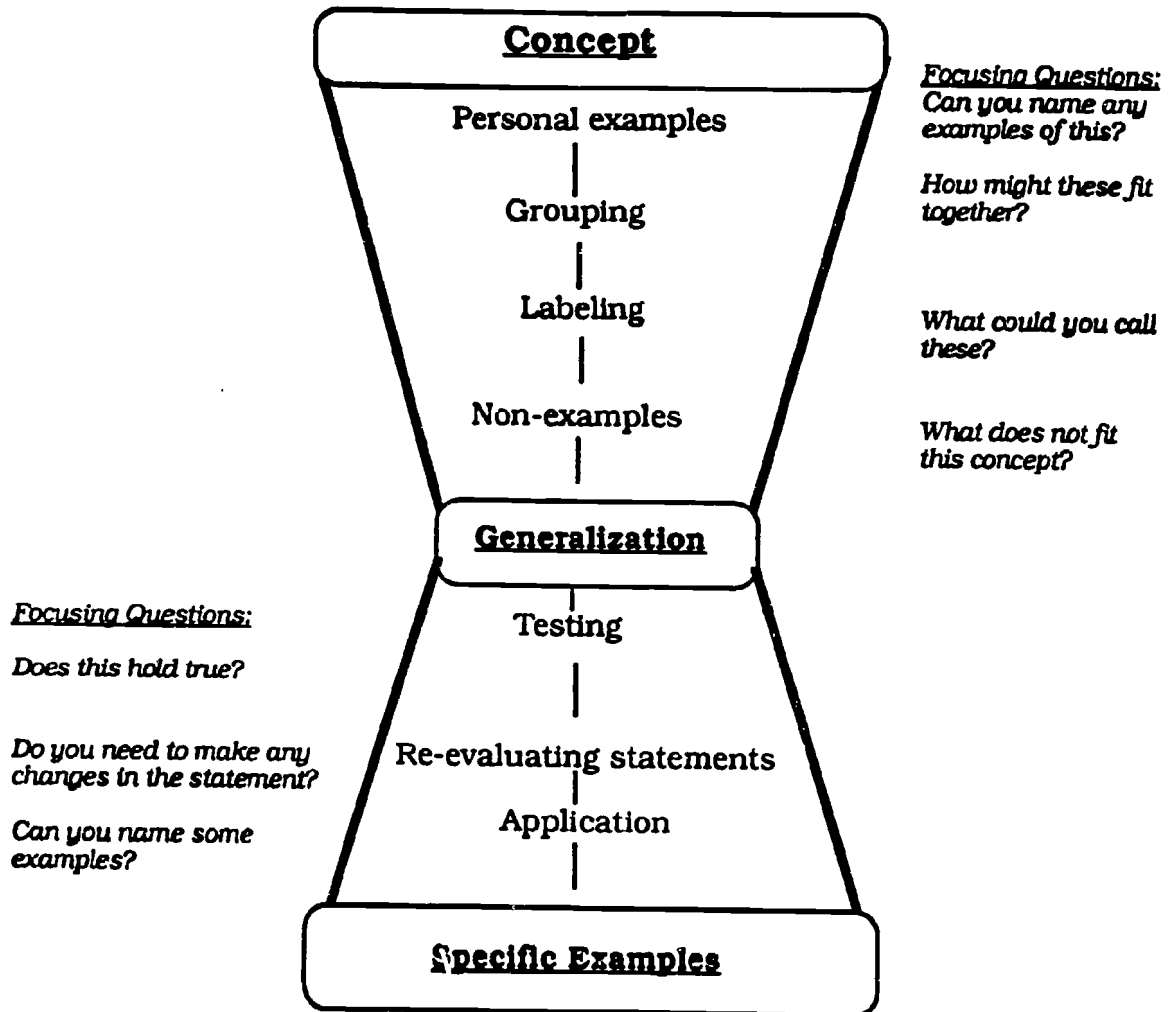 Concept
Focusing Questions:
Can you name any
examples of this?
Personal examples
How might these fit
together?
Grouping
Labeling
What could you call
these?
Non-examples
What does not fit
this concept?
Generalization
Focusing Questions:
Testing
Does this hold true?
Do you need to make any
changes in the statement?
Re-evaluating statements
Can you name some
examples?
Application
Specific Examples